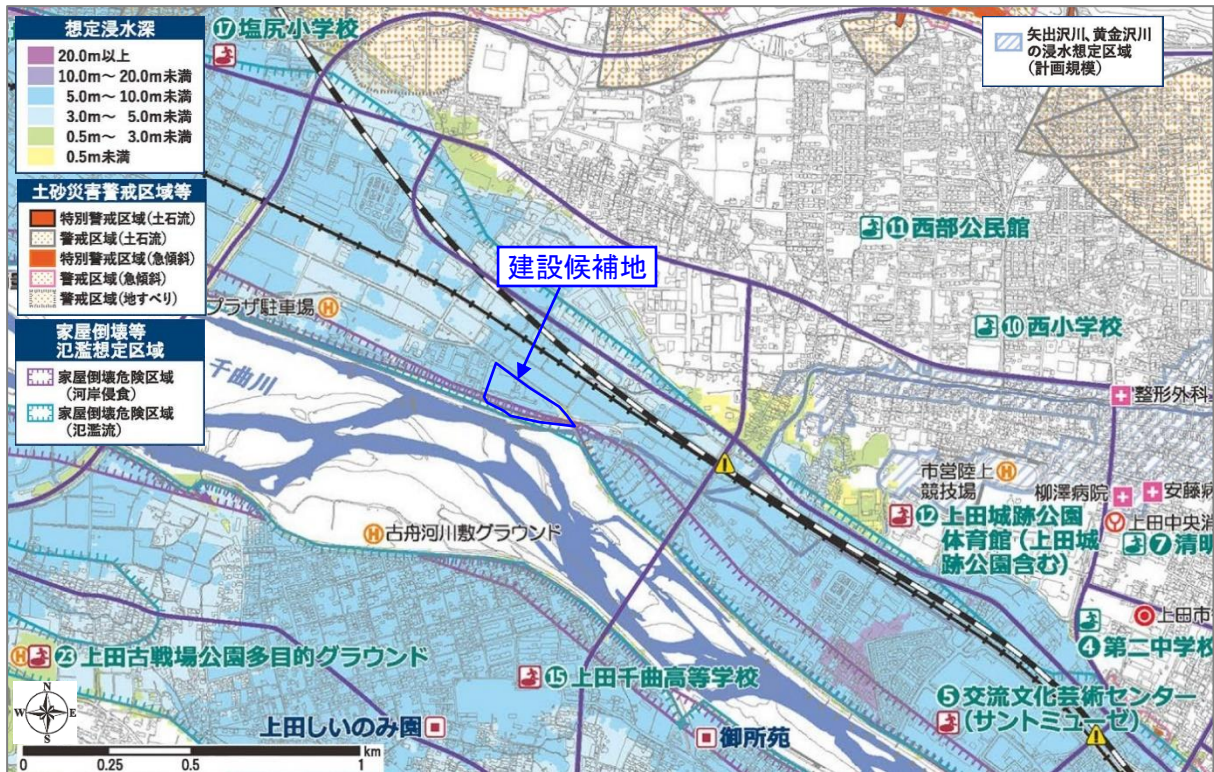 想定浸水深
20.0m以上
10.0m～20.0m未満
5.0m～10.0m未満
3.0m～ 5.0m未満
0.5m～ 3.0m未満
0.5m未満
土砂災害警戒区域等
特別警戒区域(土石流)
警戒区域(土石流)
特別警戒区域(急傾斜)
警戒区域(急傾斜)
警戒区域(地すべり)
家屋倒壊等
氾濫想定区域
家屋倒壊危険区域
(河岸侵食)
家屋倒壊危険区域
(氾濫流)
⑰塩尻小学校
矢出沢川、黄金沢川
の浸水想定区域
(計画規模)
⑪西部公民館
建設候補地
プラザ駐車場 H
⑩西小学校
千曲川
整形外科
市営陸上
競技場 H
柳澤病院
安藤病
⑫上田城跡公園
体育館(上田城
跡公園含む)
上田中央消
⑦清明
H 古舟河川敷グラウンド
上田市
④第二中学校
H ㉓上田古戦場公園多目的グラウンド
⑮上田千曲高等学校
⑤交流文化芸術センター
(サントミューゼ)
上田しいのみ園
御所苑
N
W E
S
0 0.25 0.5 1
km